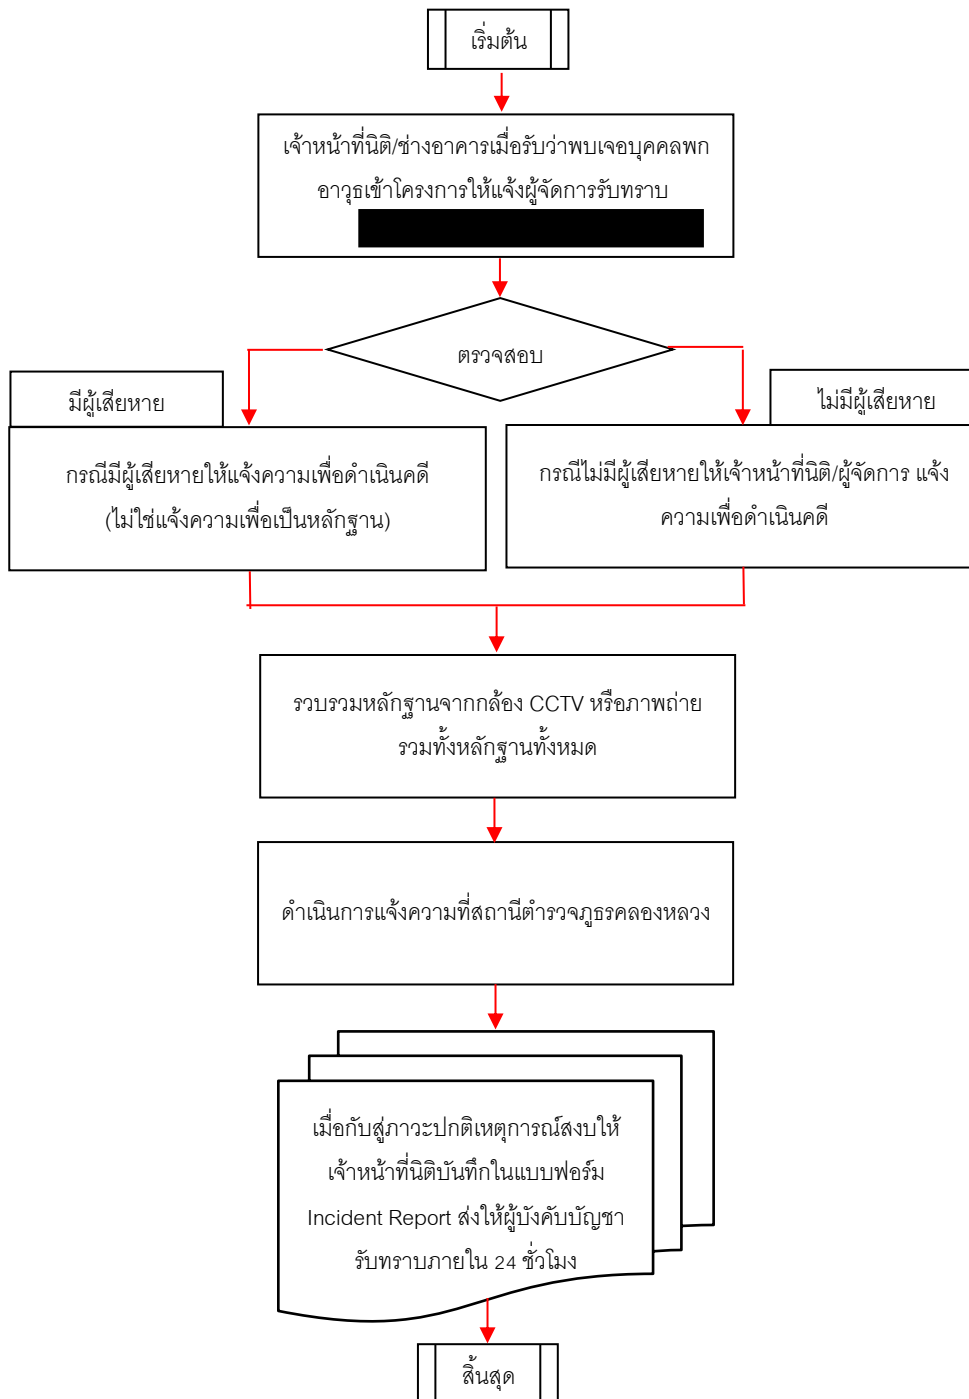 เริ่มต้น
เจ้าหน้าที่นิติ/ช่างอาคารเมื่อรับว่าพบเจอบุคคลพก
อาวุธเข้าโครงการให้แจ้งผู้จัดการรับทราบ
ตรวจสอบ
มีผู้เสียหาย
ไม่มีผู้เสียหาย
กรณีมีผู้เสียหายให้แจ้งความเพื่อดำเนินคดี
(ไม่ใช่แจ้งความเพื่อเป็นหลักฐาน)
กรณีไม่มีผู้เสียหายให้เจ้าหน้าที่นิติ/ผู้จัดการ แจ้ง
ความเพื่อดำเนินคดี
รวบรวมหลักฐานจากกล้อง CCTV หรือภาพถ่าย
รวมทั้งหลักฐานทั้งหมด
ดำเนินการแจ้งความที่สถานีตำรวจภูธรคลองหลวง
เมื่อกับสู่ภาวะปกติเหตุการณ์สงบให้
เจ้าหน้าที่นิติบันทึกในแบบฟอร์ม
Incident Report ส่งให้ผู้บังคับบัญชา
รับทราบภายใน 24 ชั่วโมง
สิ้นสุด